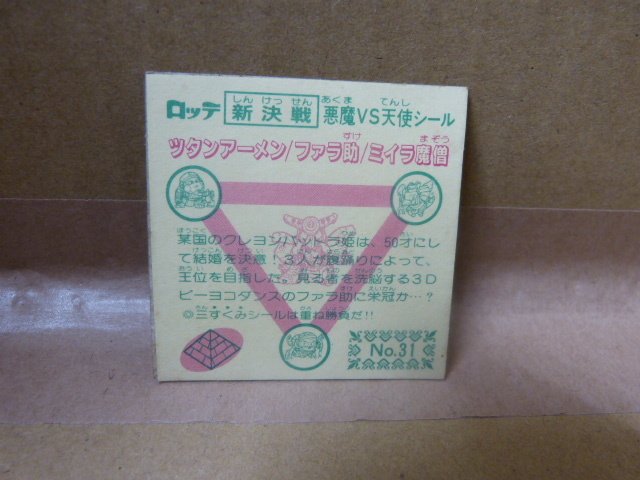 ロッテ 新決戦 悪魔VS天使シール
ツタンアーメン/ファラ助/ミイラ魔僧
某国のクレヨンパットラ姫は、50才にし
て結婚を決意!3人が腹踊りによって、
王位を目指した。見る者を洗脳する3D
ピーヨコダンスのファラ助に栄冠か…?
◎三すくみシールは重ね勝負だ!!
No.31